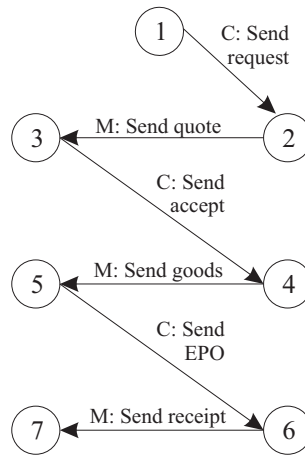 1
C: Send
request
3
M: Send quote
2
C: Send
accept
5
M: Send goods
4
C: Send
EPO
7
M: Send receipt
6